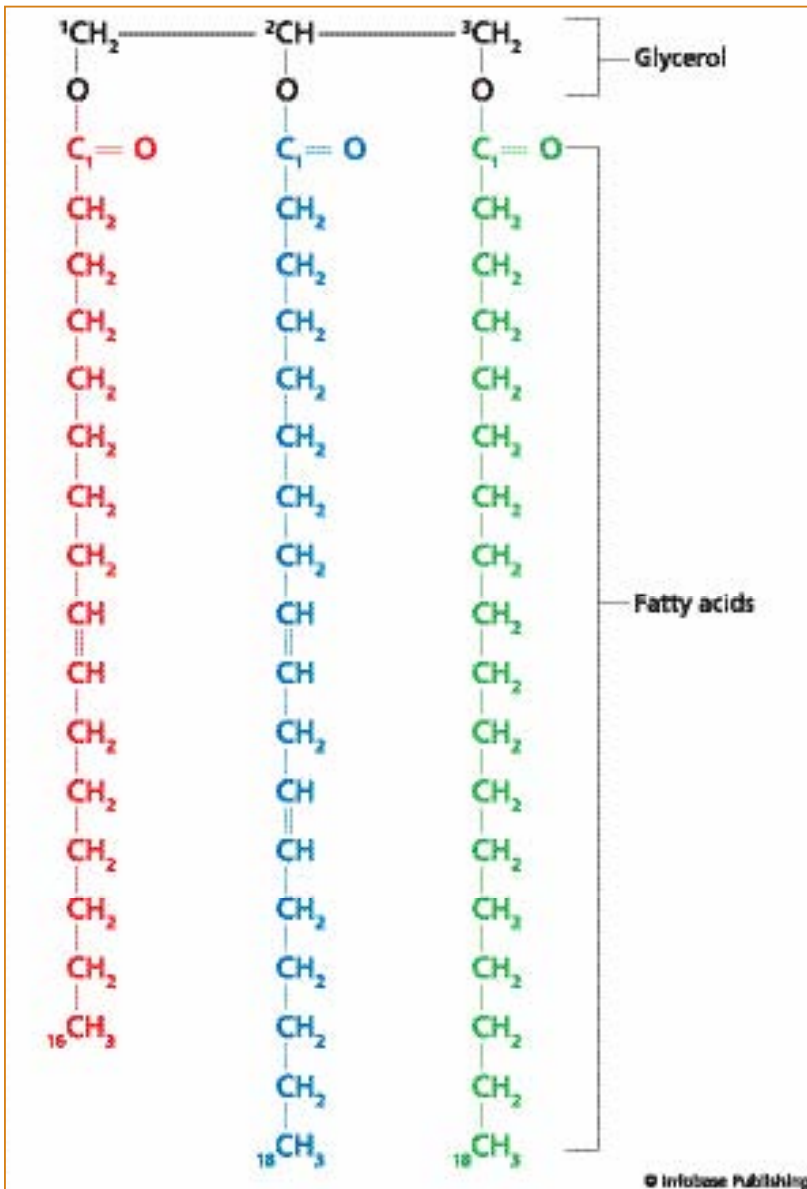 ¹CH₂ ²CH ³CH₂
Glycerol
O O O
C₁=O C₁=O C₁=O
CH₂ CH₂ CH₂
CH₂ CH₂ CH₂
CH₂ CH₂ CH₂
CH₂ CH₂ CH₂
CH₂ CH₂ CH₂
CH₂ CH₂ CH₂
CH₂ CH₂ CH₂
CH CH CH₂
Fatty acids
CH CH CH₂
CH₂ CH₂ CH₂
CH₂ CH CH₂
CH₂ CH CH₂
CH₂ CH₂ CH₃
CH₂ CH₂ CH₂
₁₆CH₃ CH₂ CH₂
CH₂ CH₂
₁₈CH₃ ₁₈CH₃
© Infobase Publishing